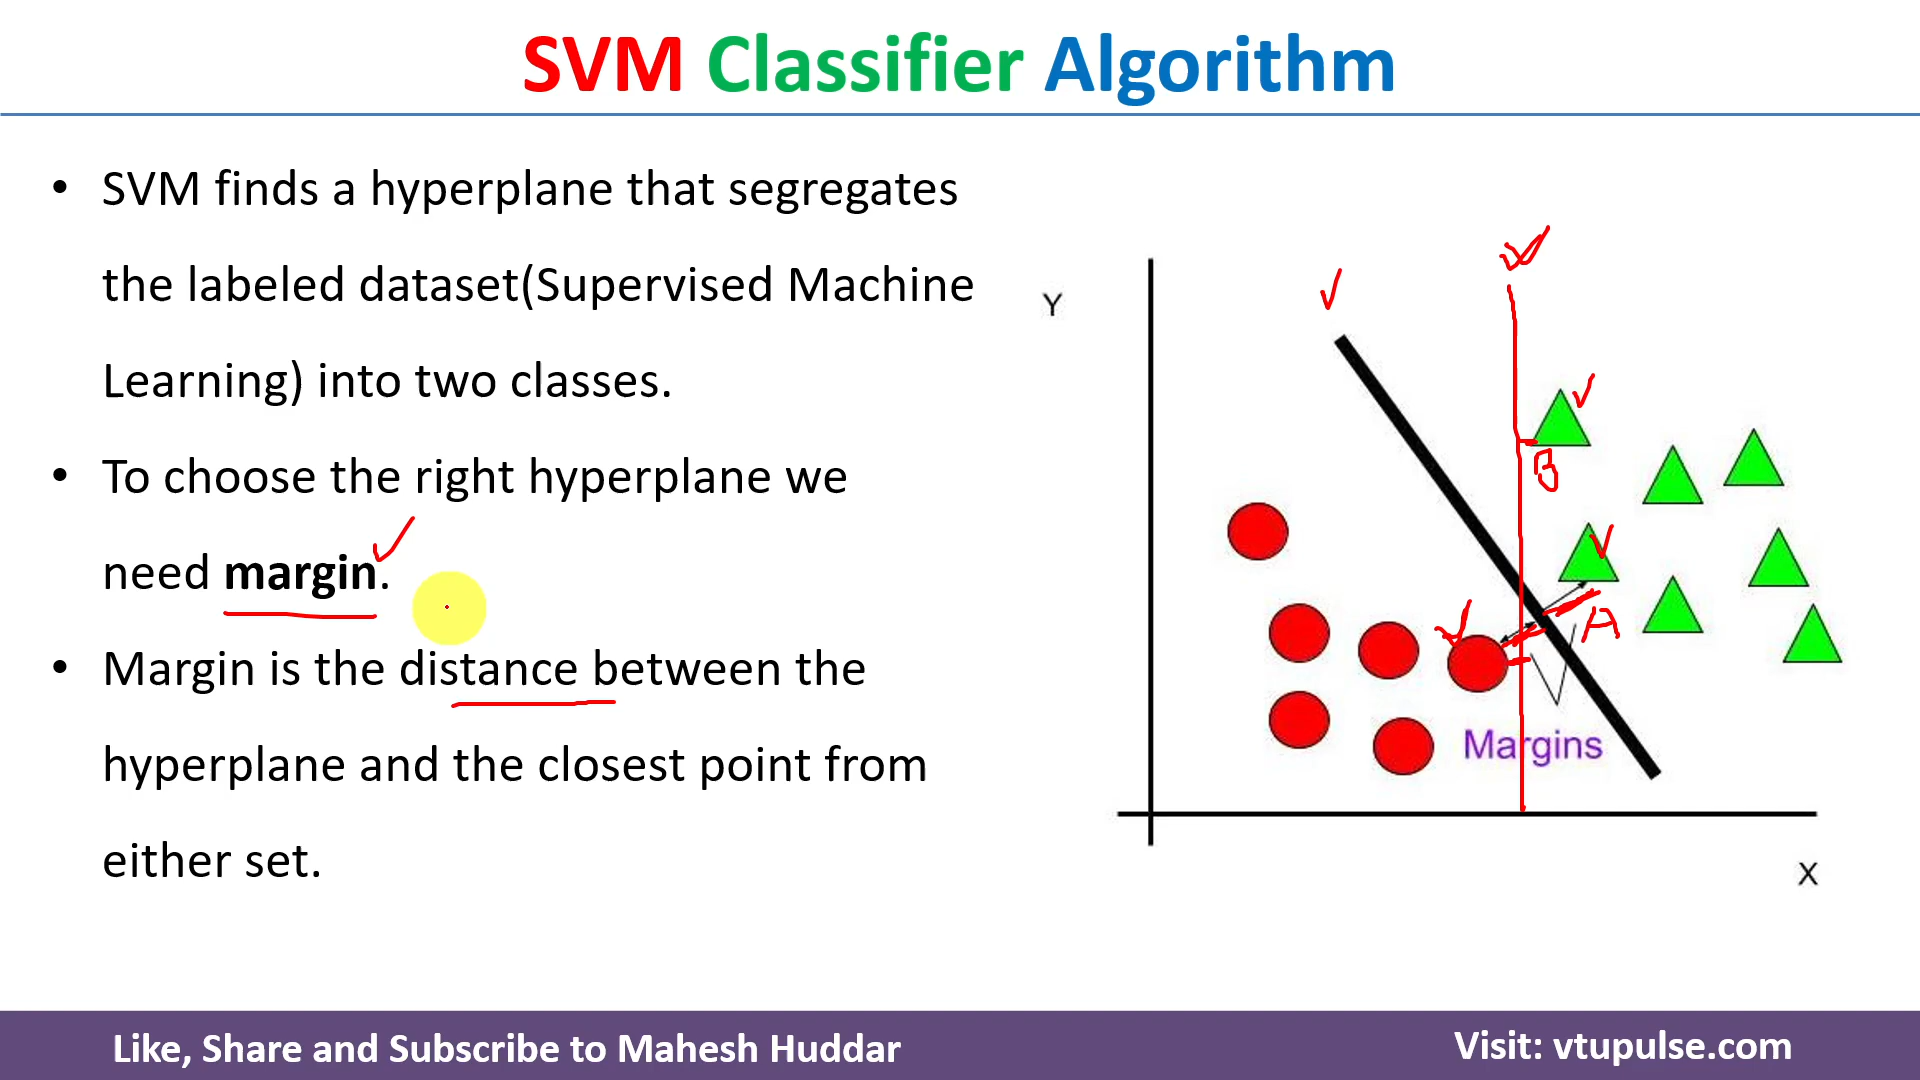 SVM Classifier Algorithm
• SVM finds a hyperplane that segregates
the labeled dataset(Supervised Machine
Learning) into two classes.
• To choose the right hyperplane we
need margin.
• Margin is the distance between the
hyperplane and the closest point from
either set.
Y
B
A
Margins
X
Like, Share and Subscribe to Mahesh Huddar
Visit: vtupulse.com